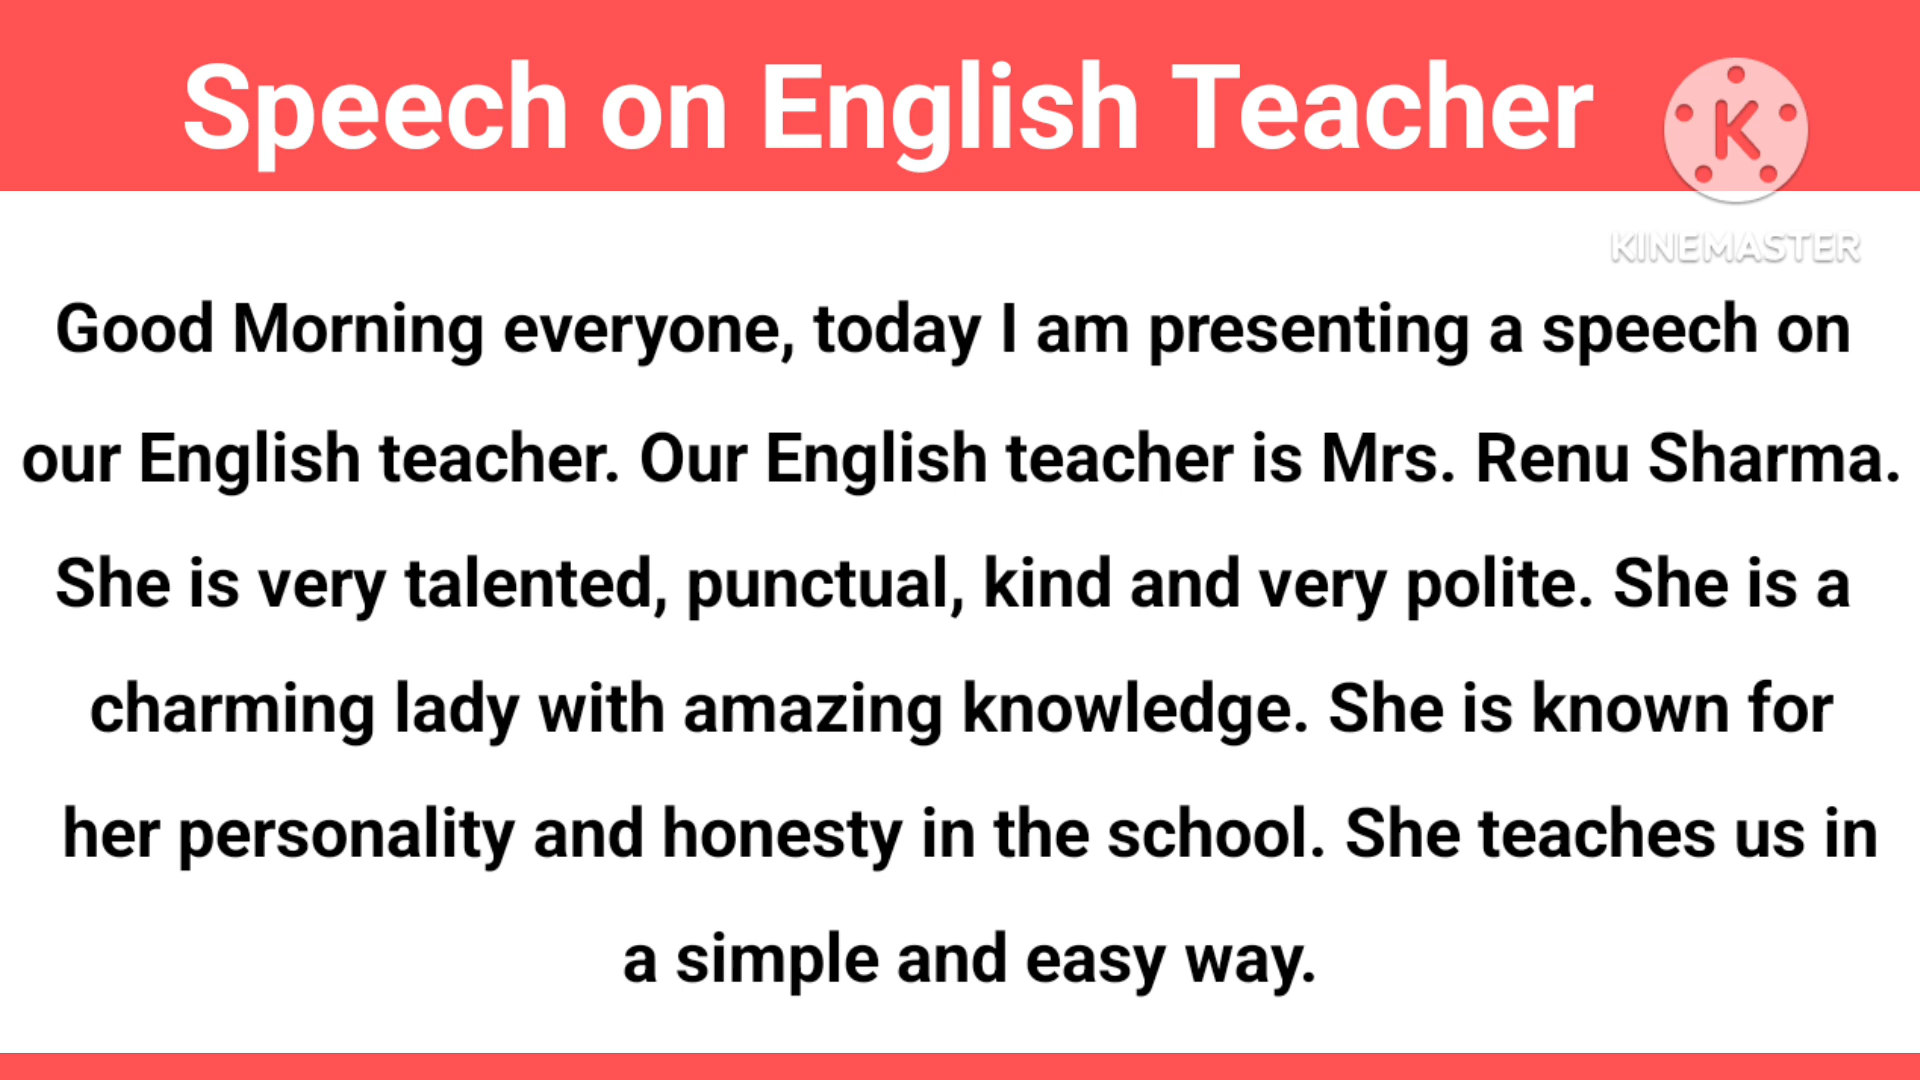 Speech on English Teacher
K
KINEMASTER
Good Morning everyone, today I am presenting a speech on
our English teacher. Our English teacher is Mrs. Renu Sharma.
She is very talented, punctual, kind and very polite. She is a
charming lady with amazing knowledge. She is known for
her personality and honesty in the school. She teaches us in
a simple and easy way.